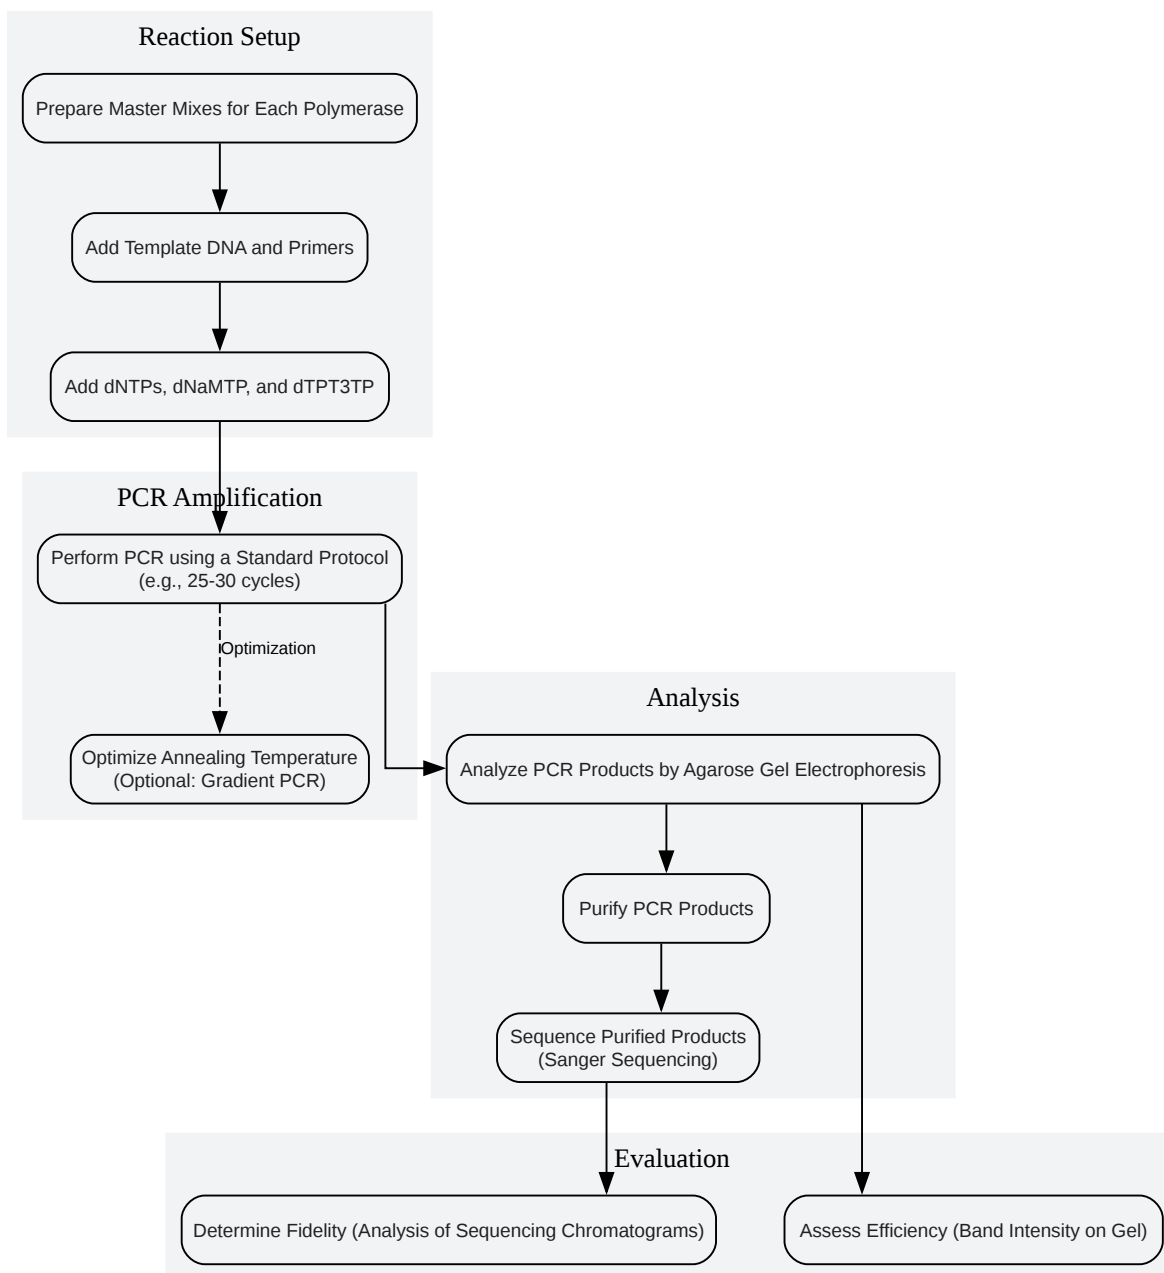 Reaction Setup
Prepare Master Mixes for Each Polymerase
Add Template DNA and Primers
Add dNTPs, dNaMTP, and dTPT3TP
PCR Amplification
Perform PCR using a Standard Protocol
(e.g., 25-30 cycles)
Optimization
Optimize Annealing Temperature
(Optional: Gradient PCR)
Analysis
Analyze PCR Products by Agarose Gel Electrophoresis
Purify PCR Products
Sequence Purified Products
(Sanger Sequencing)
Evaluation
Determine Fidelity (Analysis of Sequencing Chromatograms)
Assess Efficiency (Band Intensity on Gel)